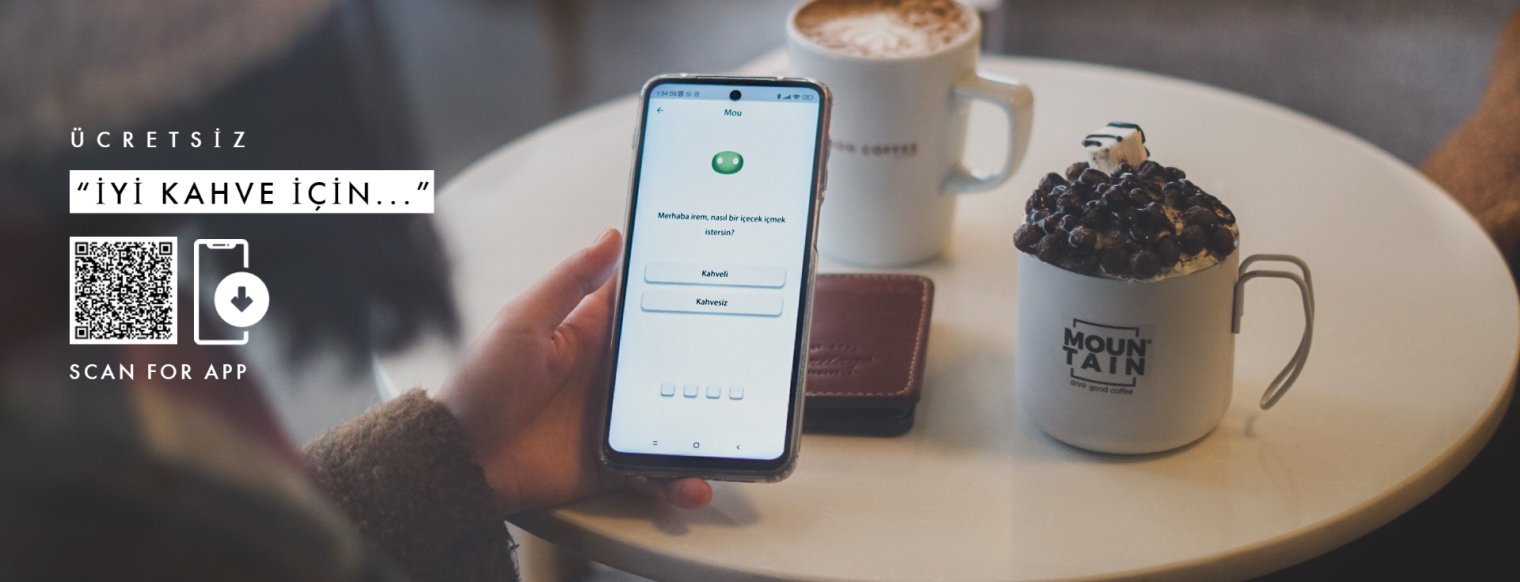 ÜCRETSİZ
“İYİ KAHVE İÇİN...”
SCAN FOR APP
Mou
Merhaba irem, nasıl bir içecek içmek
istersin?
Kahveli
Kahvesiz
COFFEE
MOUN
TAIN
drink good coffee